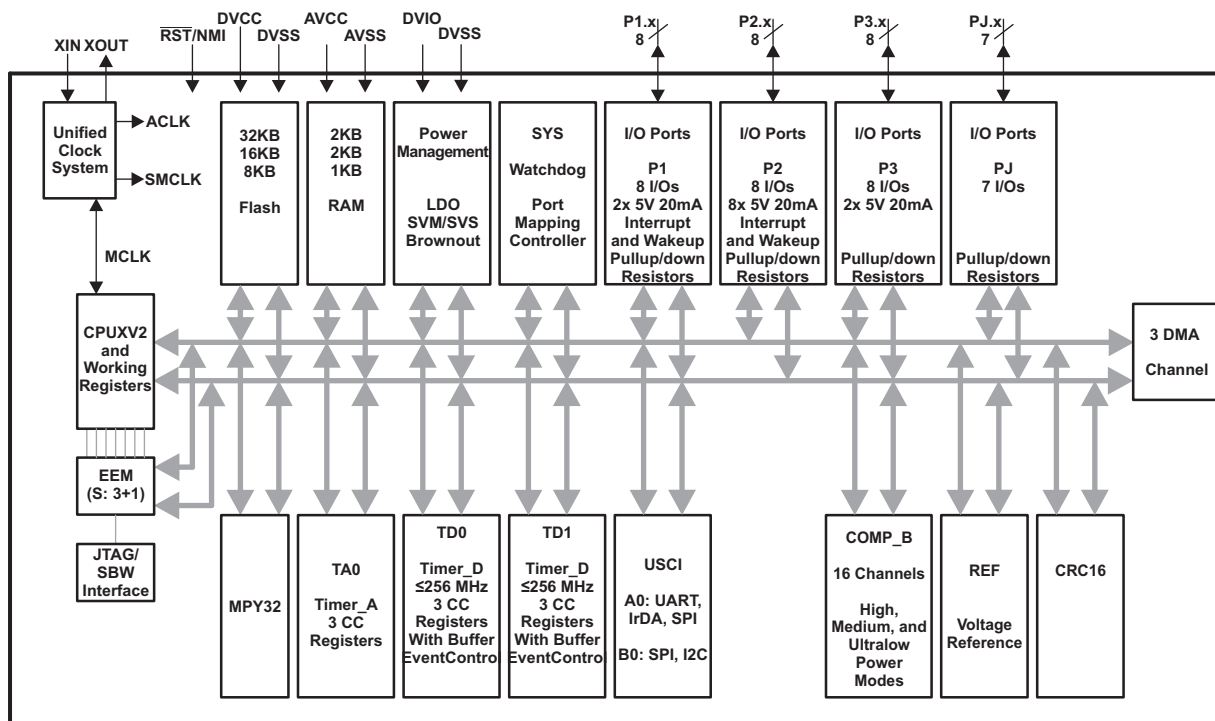 XIN XOUT
RST/NMI
DVCC
DVSS
AVCC
AVSS
DVIO
DVSS
P1.x
8
P2.x
8
P3.x
8
PJ.x
7
Unified
Clock
System
ACLK
SMCLK
MCLK
32KB
16KB
8KB
Flash
2KB
2KB
1KB
RAM
Power
Management
LDO
SVM/SVS
Brownout
SYS
Watchdog
Port
Mapping
Controller
I/O Ports
P1
8 I/Os
2x 5V 20mA
Interrupt
and Wakeup
Pullup/down
Resistors
I/O Ports
P2
8 I/Os
8x 5V 20mA
Interrupt
and Wakeup
Pullup/down
Resistors
I/O Ports
P3
8 I/Os
2x 5V 20mA
Pullup/down
Resistors
I/O Ports
PJ
7 I/Os
Pullup/down
Resistors
CPUXV2
and
Working
Registers
3 DMA
Channel
EEM
(S: 3+1)
JTAG/
SBW
Interface
MPY32
TA0
Timer_A
3 CC
Registers
TD0
Timer_D
≤256 MHz
3 CC
Registers
With Buffer
EventControl
TD1
Timer_D
≤256 MHz
3 CC
Registers
With Buffer
EventControl
USCI
A0: UART,
IrDA, SPI
B0: SPI, I2C
COMP_B
16 Channels
High,
Medium, and
Ultralow
Power
Modes
REF
Voltage
Reference
CRC16